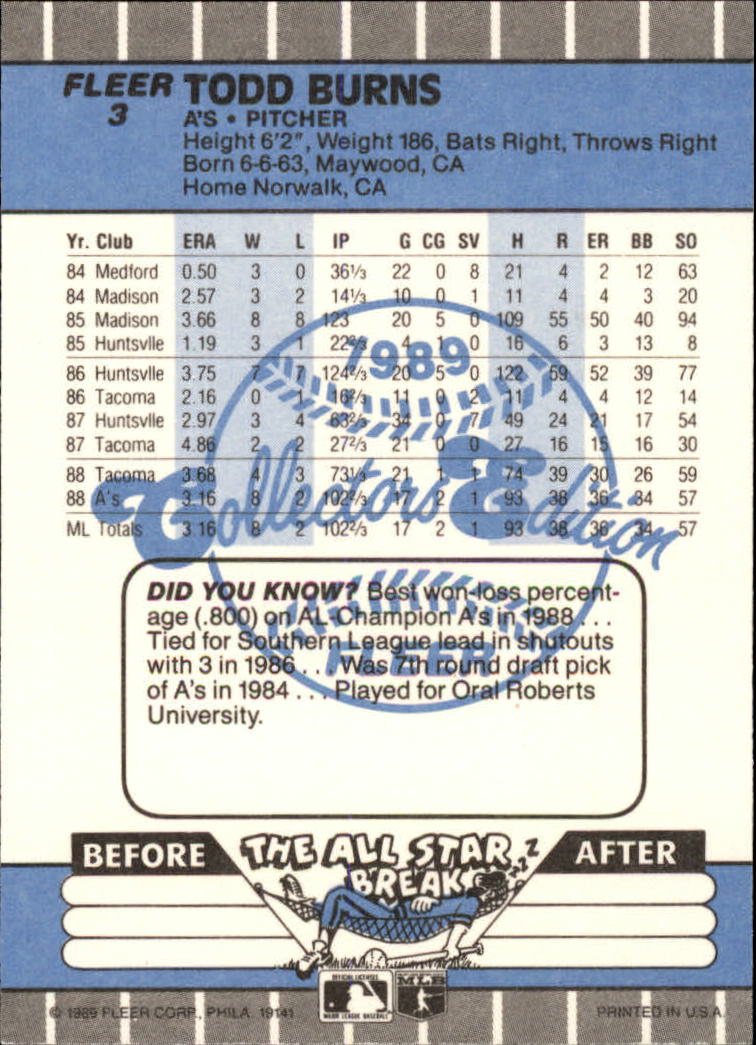 FLEER TODD BURNS
3 A'S • PITCHER
Height 6'2", Weight 186, Bats Right, Throws Right
Born 6-6-63, Maywood, CA
Home Norwalk, CA
Yr. Club ERA W L IP G CG SV H R ER BB SO
84 Medford 0.50 3 0 36⅓ 22 0 8 21 4 2 12 63
84 Madison 2.57 3 2 14⅓ 10 0 1 11 4 4 3 20
85 Madison 3.66 8 8 123 20 5 0 109 55 50 40 94
85 Huntsvlle 1.19 3 1 22⅔ 4 1 0 16 6 3 13 8
86 Huntsvlle 3.75 7 7 124⅔ 20 5 0 122 59 52 39 77
86 Tacoma 2.16 0 1 16⅔ 11 0 2 11 4 4 12 14
87 Huntsvlle 2.97 3 4 63⅔ 34 0 7 49 24 21 17 54
87 Tacoma 4.86 2 2 27⅔ 21 0 0 27 16 15 16 30
88 Tacoma 3.68 4 3 73⅓ 21 1 1 74 39 30 26 59
88 A's 3.16 8 2 102⅔ 17 2 1 93 38 36 34 57
ML Totals 3.16 8 2 102⅔ 17 2 1 93 38 36 34 57
1989
Collectors' Edition
FLEER
DID YOU KNOW? Best won-loss percent-
age (.800) on AL-Champion A's in 1988 . . .
Tied for Southern League lead in shutouts
with 3 in 1986 . . . Was 7th round draft pick
of A's in 1984 . . . Played for Oral Roberts
University.
BEFORE THE ALL STAR BREAK ZZZ AFTER
OFFICIAL LICENSEE
MAJOR LEAGUE BASEBALL
MLB
© 1989 FLEER CORP., PHILA. 19141 PRINTED IN U.S.A.